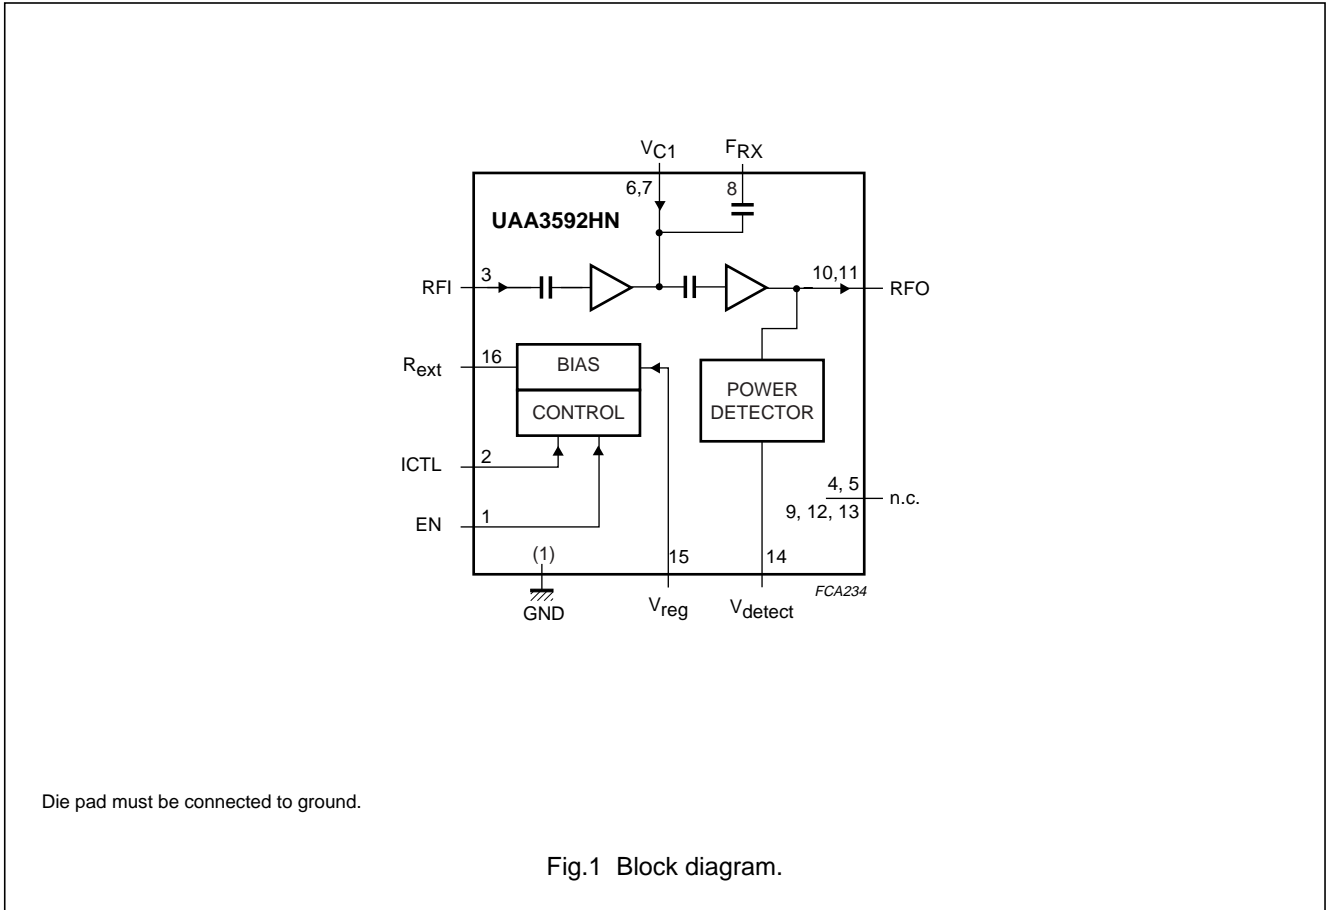 VC1 FRX
6,7 8
UAA3592HN
RFI 3 10,11 RFO
Rext 16 BIAS
POWER
DETECTOR
CONTROL
ICTL 2
4, 5 n.c.
9, 12, 13
EN 1
(1) 15 14
FCA234
GND Vreg Vdetect
Die pad must be connected to ground.
Fig.1 Block diagram.